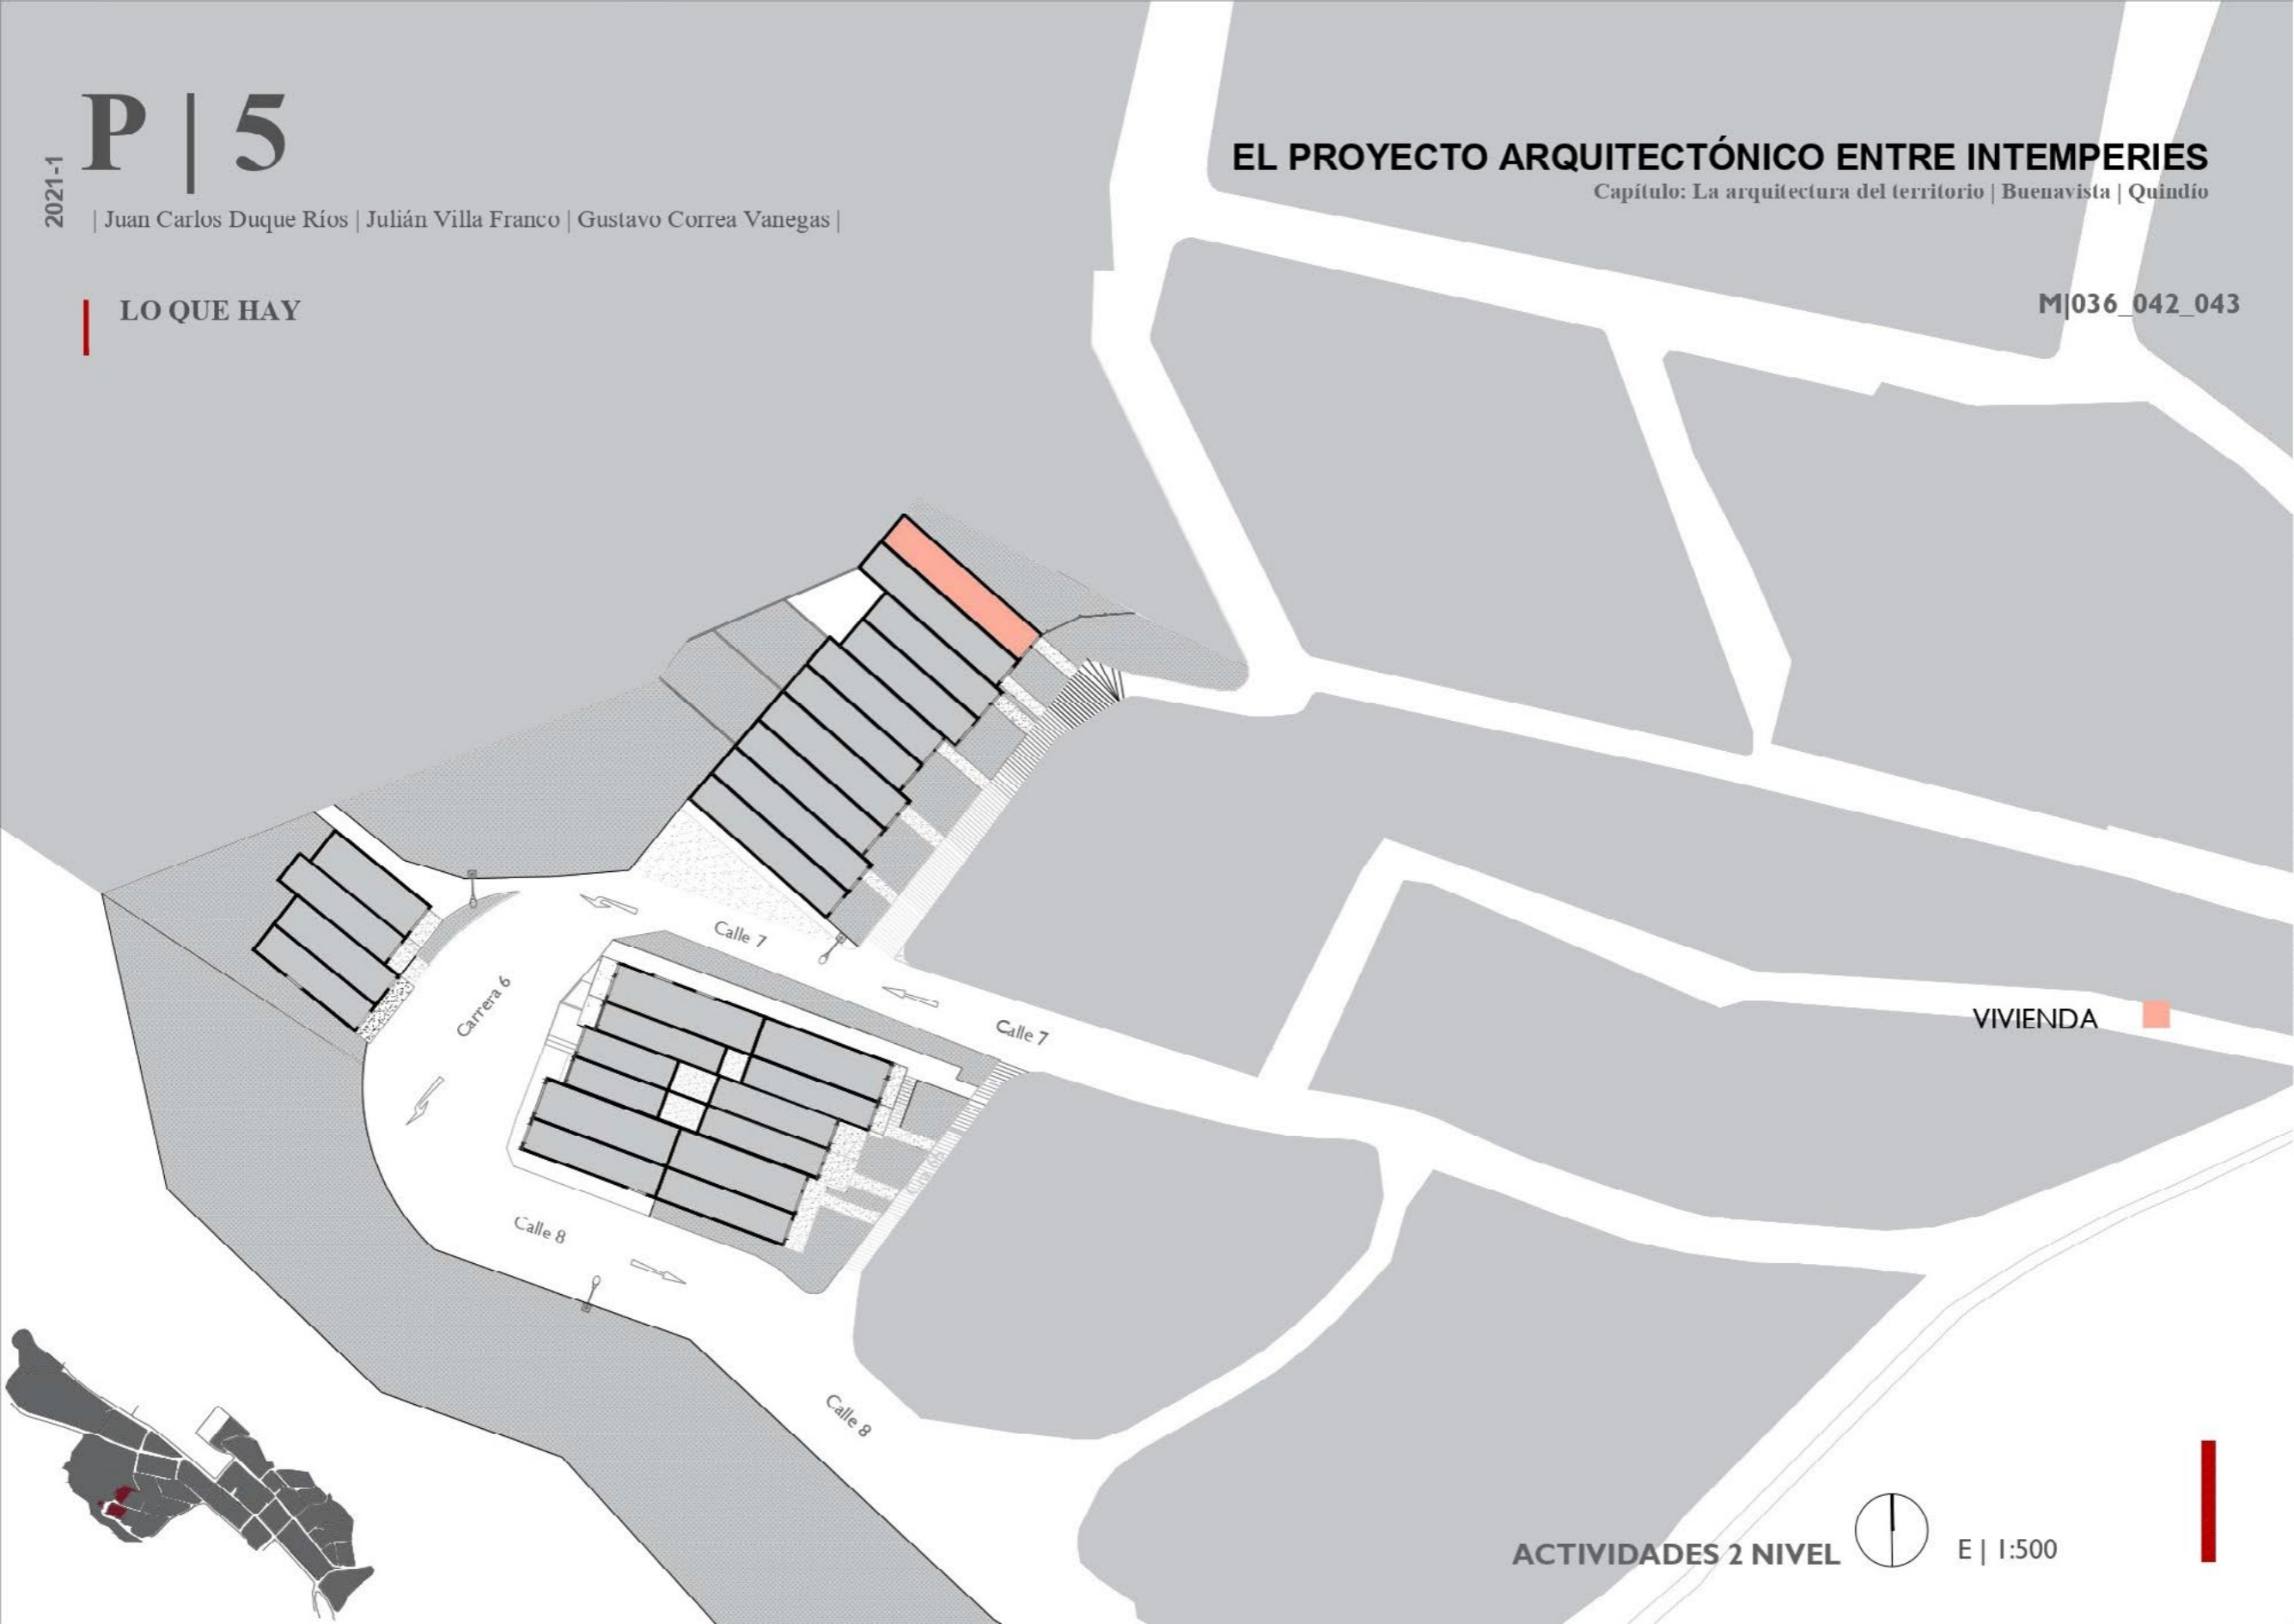 P | 5
2021-1
| Juan Carlos Duque Ríos | Julián Villa Franco | Gustavo Correa Vanegas |
EL PROYECTO ARQUITECTÓNICO ENTRE INTEMPERIES
Capítulo: La arquitectura del territorio | Buenavista | Quindío
LO QUE HAY
M|036_042_043
Calle 7
Carrera 6
Calle 7
VIVIENDA
Calle 8
Calle 8
ACTIVIDADES 2 NIVEL
E | 1:500